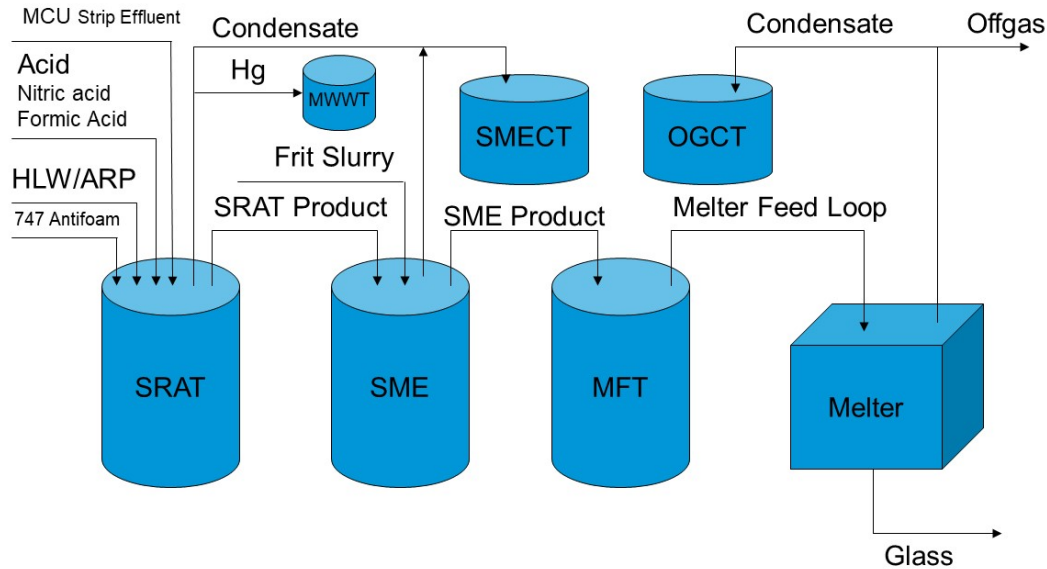 MCU Strip Effluent
Condensate
Condensate
Offgas
Acid
Nitric acid
Formic Acid
Hg
MWWT
SMECT
OGCT
Frit Slurry
HLW/ARP
747 Antifoam
SRAT Product
SME Product
Melter Feed Loop
SRAT
SME
MFT
Melter
Glass